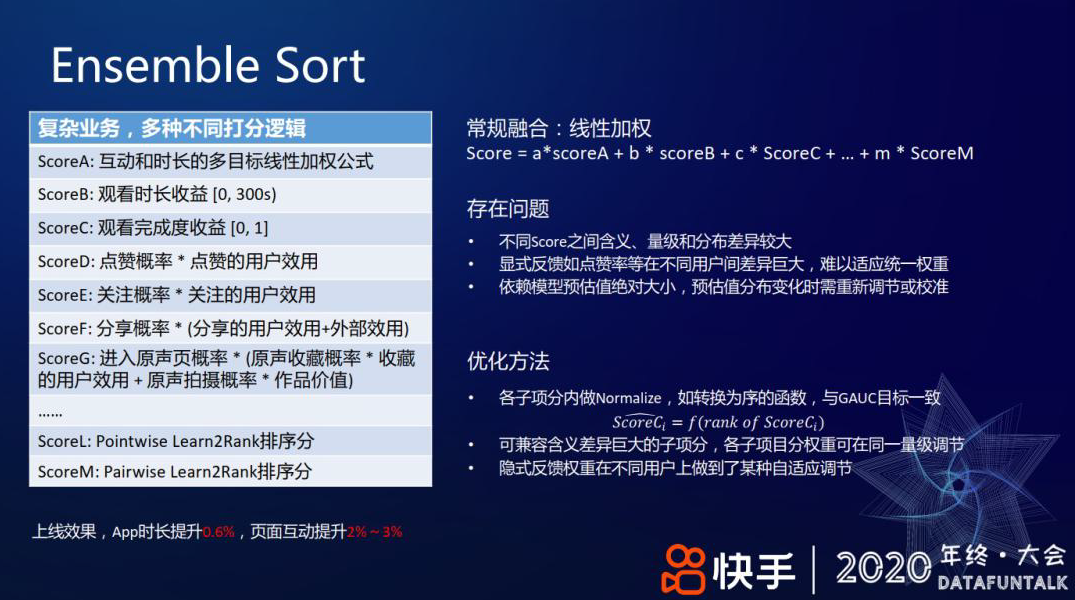 Ensemble Sort
复杂业务，多种不同打分逻辑
ScoreA: 互动和时长的多目标线性加权公式
ScoreB: 观看时长收益 [0, 300s)
ScoreC: 观看完成度收益 [0, 1]
ScoreD: 点赞概率 * 点赞的用户效用
ScoreE: 关注概率 * 关注的用户效用
ScoreF: 分享概率 * (分享的用户效用+外部效用)
ScoreG: 进入原声页概率 * (原声收藏概率 * 收藏
的用户效用 + 原声拍摄概率 * 作品价值)
……
ScoreL: Pointwise Learn2Rank排序分
ScoreM: Pairwise Learn2Rank排序分
上线效果，App时长提升0.6%，页面互动提升2%~3%
常规融合：线性加权
Score = a*scoreA + b * scoreB + c * ScoreC + ... + m * ScoreM
存在问题
• 不同Score之间含义、量级和分布差异较大
• 显式反馈如点赞率等在不同用户间差异巨大，难以适应统一权重
• 依赖模型预估值绝对大小，预估值分布变化时需重新调节或校准
优化方法
• 各子项分内做Normalize，如转换为序的函数，与GAUC目标一致
$\widehat{ScoreC_i} = f(rank\ of\ ScoreC_i)$
• 可兼容含义差异巨大的子项分，各子项目分权重可在同一量级调节
• 隐式反馈权重在不同用户上做到了某种自适应调节
快手
2020
年终·大会
DATAFUNTALK